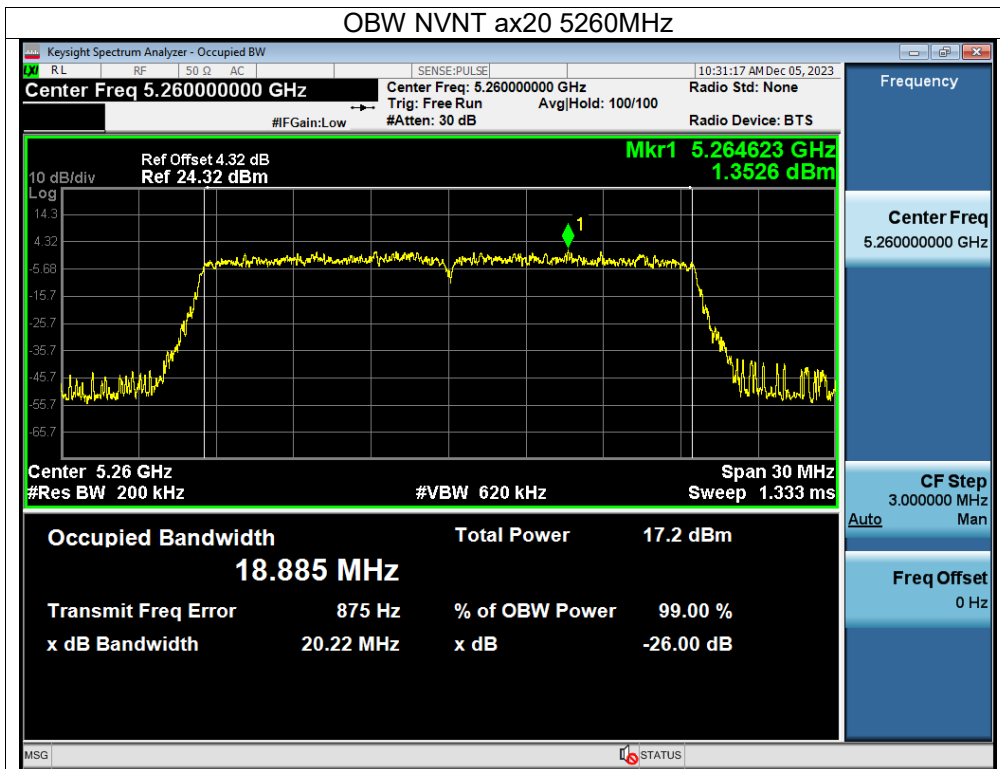 OBW NVNT ax20 5260MHz
Keysight Spectrum Analyzer - Occupied BW
LXI RL RF 50 Ω AC SENSE:PULSE 10:31:17 AM Dec 05, 2023
Center Freq 5.260000000 GHz
Center Freq: 5.260000000 GHz Radio Std: None
Trig: Free Run Avg|Hold: 100/100
#IFGain:Low #Atten: 30 dB Radio Device: BTS
Mkr1 5.264623 GHz
1.3526 dBm
Ref Offset 4.32 dB
10 dB/div Ref 24.32 dBm
Log
14.3
4.32
-5.68
-15.7
-25.7
-35.7
-45.7
-55.7
-65.7
1
Center 5.26 GHz Span 30 MHz
#Res BW 200 kHz #VBW 620 kHz Sweep 1.333 ms
Occupied Bandwidth Total Power 17.2 dBm
18.885 MHz
Transmit Freq Error 875 Hz % of OBW Power 99.00 %
x dB Bandwidth 20.22 MHz x dB -26.00 dB
Frequency
Center Freq
5.260000000 GHz
CF Step
3.000000 MHz
Auto Man
Freq Offset
0 Hz
MSG STATUS